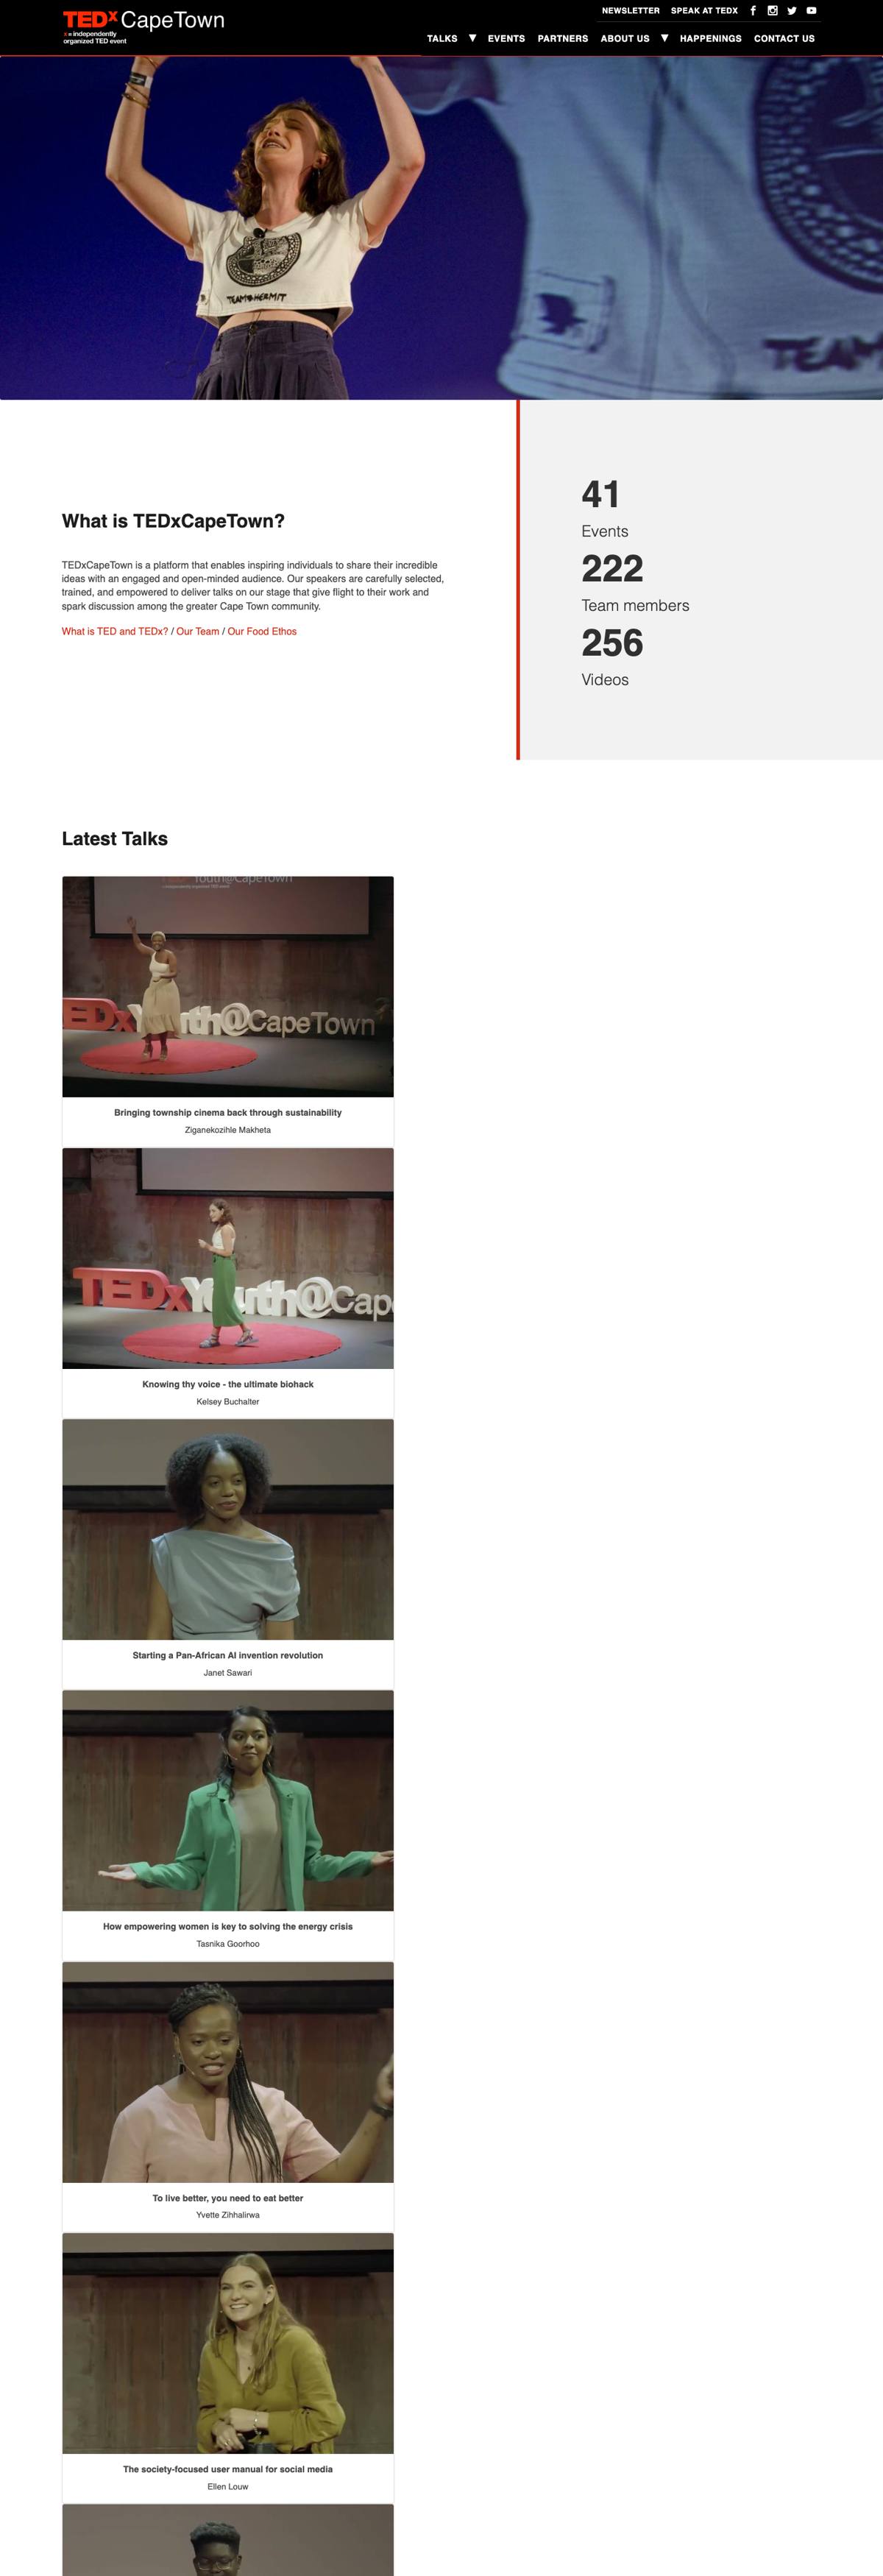 TEDx CapeTown
x = independently
organized TED event
NEWSLETTER SPEAK AT TEDX
TALKS ▼ EVENTS PARTNERS ABOUT US ▼ HAPPENINGS CONTACT US
TEAM HERMIT
What is TEDxCapeTown?
TEDxCapeTown is a platform that enables inspiring individuals to share their incredible
ideas with an engaged and open-minded audience. Our speakers are carefully selected,
trained, and empowered to deliver talks on our stage that give flight to their work and
spark discussion among the greater Cape Town community.
What is TED and TEDx? / Our Team / Our Food Ethos
41
Events
222
Team members
256
Videos
Latest Talks
Youth@CapeTown
EDxYouth@CapeTown
Bringing township cinema back through sustainability
Ziganekozihle Makheta
TEDxYouth@Cape
Knowing thy voice - the ultimate biohack
Kelsey Buchalter
Starting a Pan-African AI invention revolution
Janet Sawari
How empowering women is key to solving the energy crisis
Tasnika Goorhoo
To live better, you need to eat better
Yvette Zihhalirwa
The society-focused user manual for social media
Ellen Louw